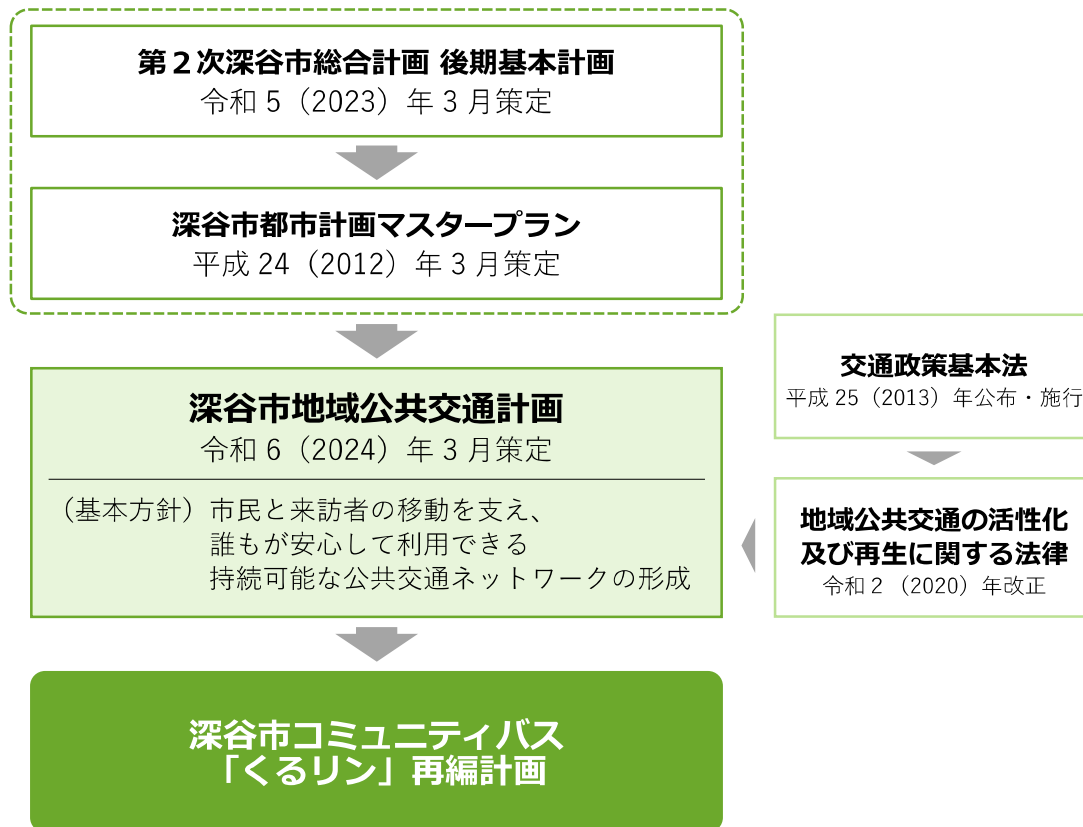 第２次深谷市総合計画 後期基本計画
令和 5（2023）年 3 月策定
深谷市都市計画マスタープラン
平成 24（2012）年 3 月策定
深谷市地域公共交通計画
令和 6（2024）年 3 月策定
（基本方針）市民と来訪者の移動を支え、
誰もが安心して利用できる
持続可能な公共交通ネットワークの形成
交通政策基本法
平成 25（2013）年公布・施行
地域公共交通の活性化
及び再生に関する法律
令和 2（2020）年改正
深谷市コミュニティバス
「くるリン」再編計画